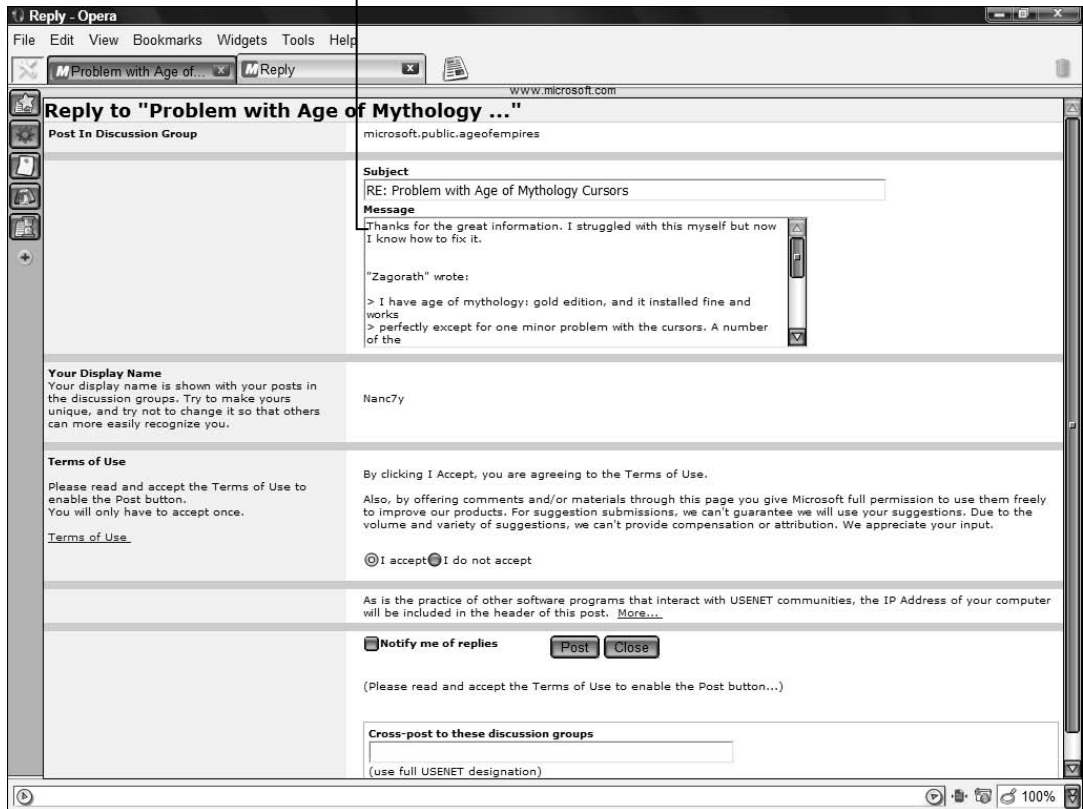 Reply - Opera
File Edit View Bookmarks Widgets Tools Help
Problem with Age of...
Reply
www.microsoft.com
Reply to "Problem with Age of Mythology ..."
Post In Discussion Group
microsoft.public.ageofempires
Subject
RE: Problem with Age of Mythology Cursors
Message
Thanks for the great information. I struggled with this myself but now
I know how to fix it.
"Zagorath" wrote:
> I have age of mythology: gold edition, and it installed fine and
works
> perfectly except for one minor problem with the cursors. A number
of the
Your Display Name
Your display name is shown with your posts in
the discussion groups. Try to make yours
unique, and try not to change it so that others
can more easily recognize you.
Nanc7y
Terms of Use
Please read and accept the Terms of Use to
enable the Post button.
You will only have to accept once.
Terms of Use
By clicking I Accept, you are agreeing to the Terms of Use.
Also, by offering comments and/or materials through this page you give Microsoft full permission to use them freely
to improve our products. For suggestion submissions, we can't guarantee we will use your suggestions. Due to the
volume and variety of suggestions, we can't provide compensation or attribution. We appreciate your input.
I accept I do not accept
As is the practice of other software programs that interact with USENET communities, the IP Address of your computer
will be included in the header of this post. More...
Notify me of replies Post Close
(Please read and accept the Terms of Use to enable the Post button...)
Cross-post to these discussion groups
(use full USENET designation)
100%